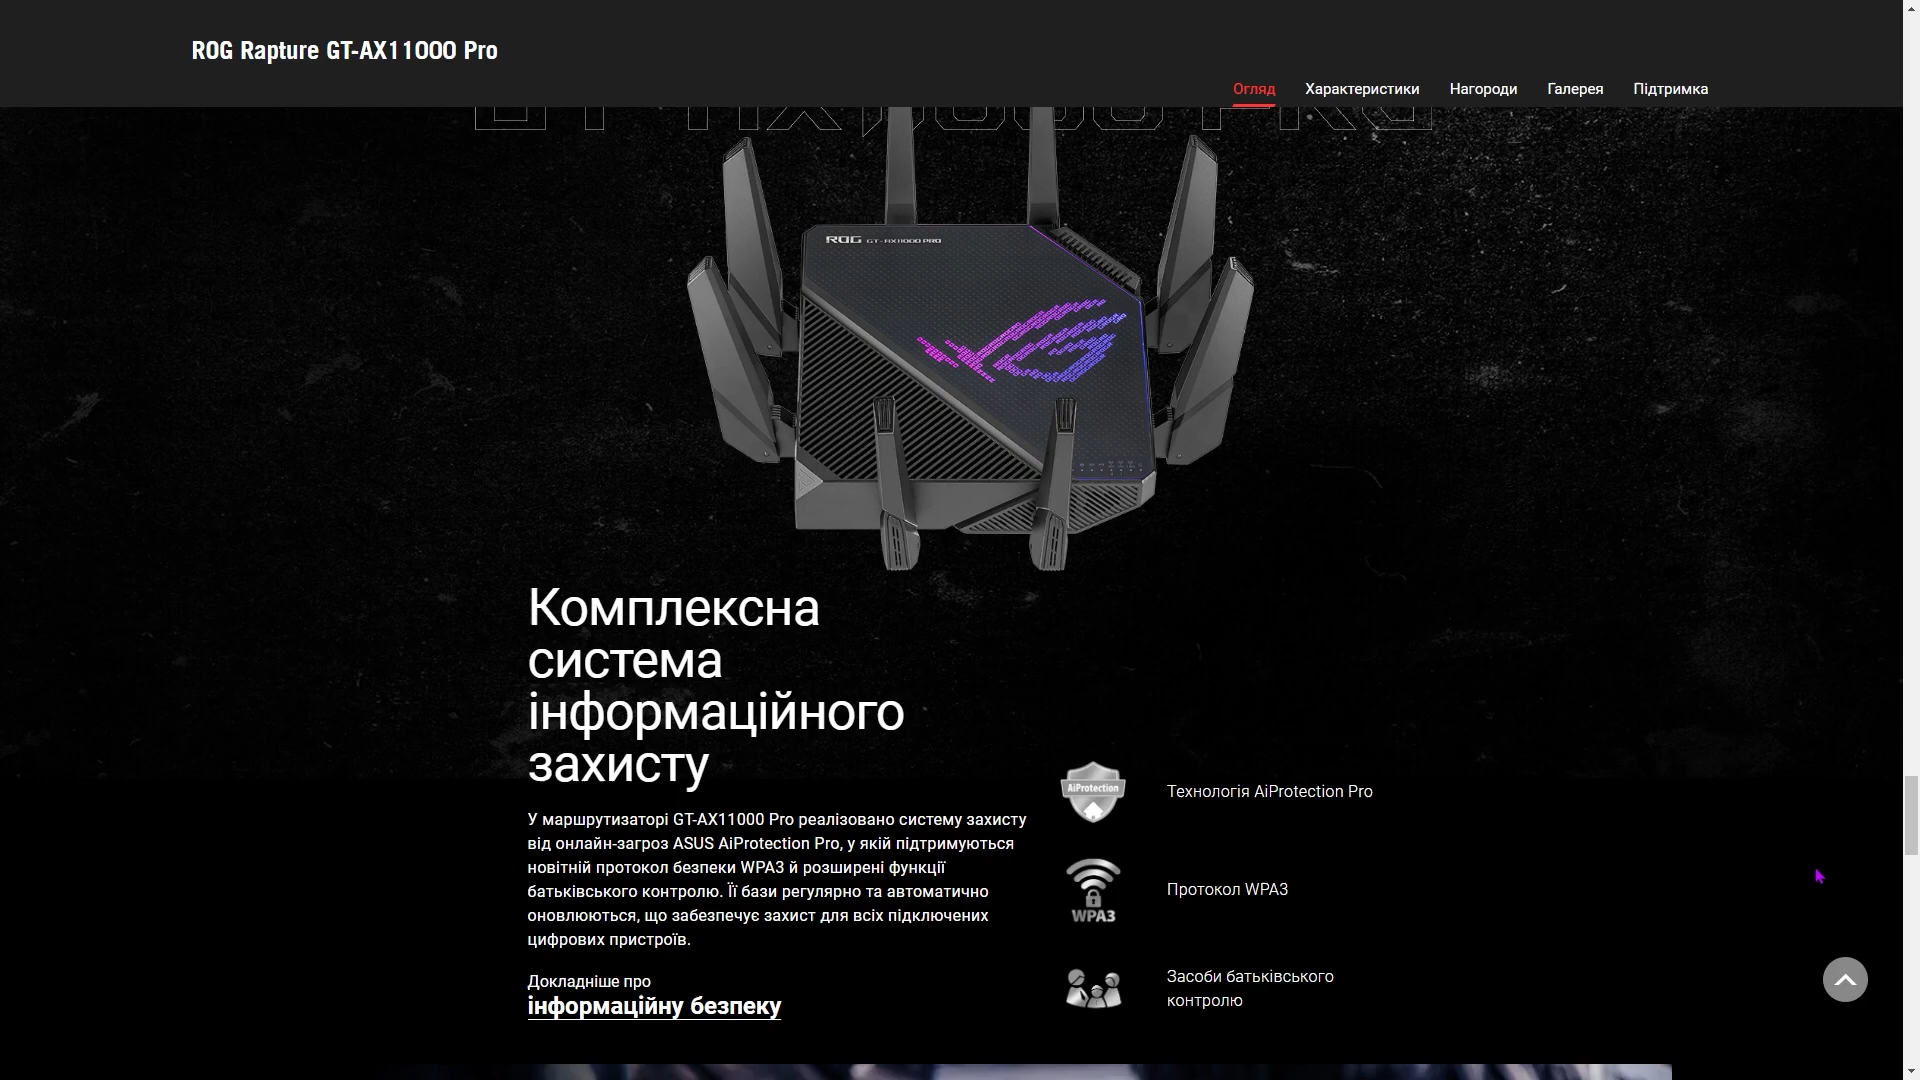 ROG Rapture GT-AX11000 Pro
Огляд Характеристики Нагороди Галерея Підтримка
GT-AX11000 PRO
ROG GT-AX11000 PRO
Комплексна
система
інформаційного
захисту
У маршрутизаторі GT-AX11000 Pro реалізовано систему захисту
від онлайн-загроз ASUS AiProtection Pro, у якій підтримуються
новітній протокол безпеки WPA3 й розширені функції
батьківського контролю. Її бази регулярно та автоматично
оновлюються, що забезпечує захист для всіх підключених
цифрових пристроїв.
Докладніше про
інформаційну безпеку
AiProtection
Технологія AiProtection Pro
WPA3
Протокол WPA3
Засоби батьківського
контролю